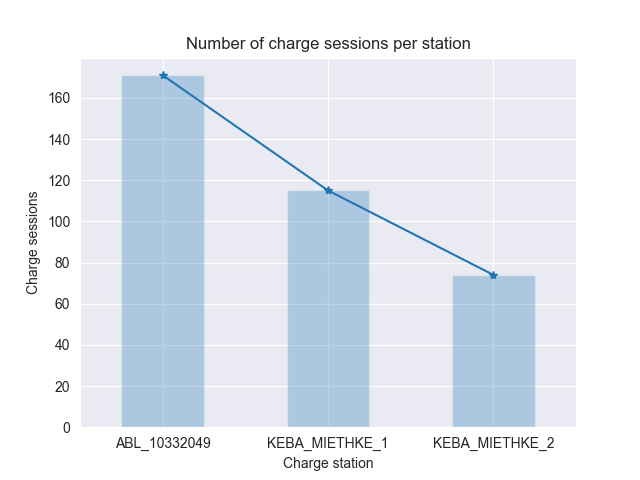 Number of charge sessions per station
Charge sessions
160
140
120
100
80
60
40
20
0
ABL_10332049 KEBA_MIETHKE_1 KEBA_MIETHKE_2
Charge station